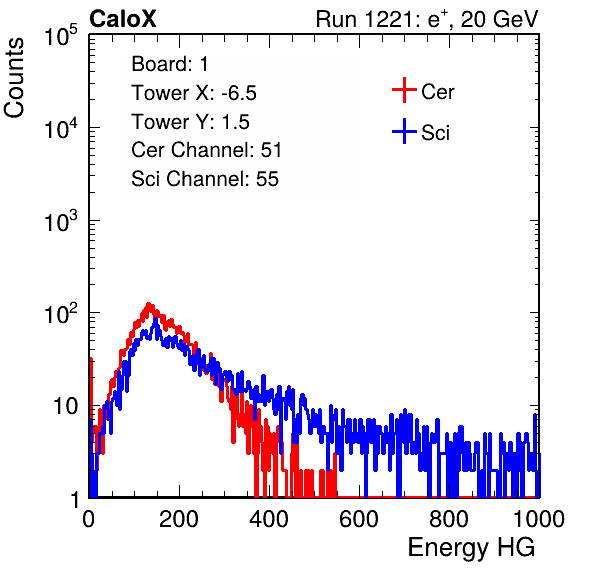 CaloX Run 1221: e+, 20 GeV
Counts
Board: 1
Tower X: -6.5
Tower Y: 1.5
Cer Channel: 51
Sci Channel: 55
Cer
Sci
10^5
10^4
10^3
10^2
10
1
0 200 400 600 800 1000
Energy HG